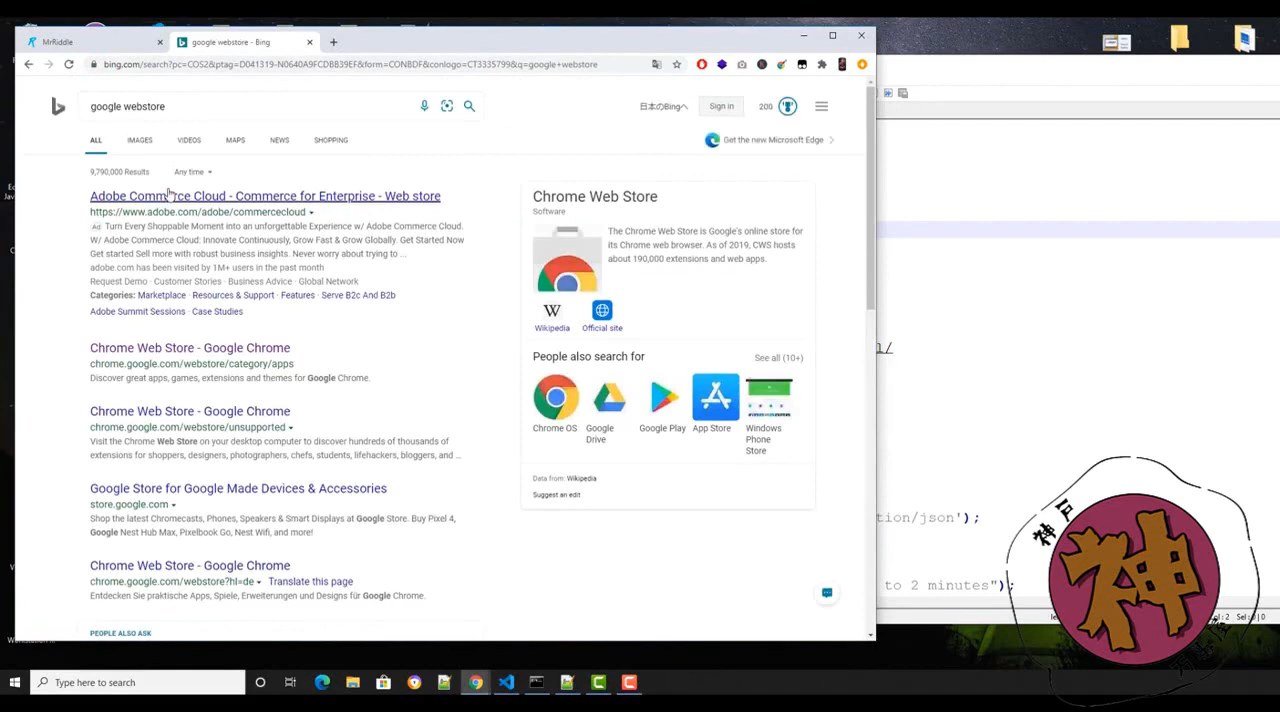 MrRiddle
google webstore - Bing
bing.com/search?pc=COS2&ptag=D041319-N0640A9FCDBB39EF&form=CONBDF&conlogo=CT3335799&q=google+webstore
google webstore
日本のBingへ
Sign in
200
ALL
IMAGES
VIDEOS
MAPS
NEWS
SHOPPING
Get the new Microsoft Edge
9,790,000 Results
Any time
Adobe Commerce Cloud - Commerce for Enterprise - Web store
https://www.adobe.com/adobe/commercecloud
Ad Turn Every Shoppable Moment into an unforgettable Experience w/ Adobe Commerce Cloud.
W/ Adobe Commerce Cloud: Innovate Continuously, Grow Fast & Grow Globally. Get Started Now
Get started Sell more with robust business insights. Never worry about trying to ...
adobe.com has been visited by 1M+ users in the past month
Request Demo · Customer Stories · Business Advice · Global Network
Categories: Marketplace · Resources & Support · Features · Serve B2c And B2b
Adobe Summit Sessions · Case Studies
Chrome Web Store - Google Chrome
chrome.google.com/webstore/category/apps
Discover great apps, games, extensions and themes for Google Chrome.
Chrome Web Store - Google Chrome
chrome.google.com/webstore/unsupported
Visit the Chrome Web Store on your desktop computer to discover hundreds of thousands of
extensions for shoppers, designers, photographers, chefs, students, lifehackers, bloggers, and ...
Google Store for Google Made Devices & Accessories
store.google.com
Shop the latest Chromecasts, Phones, Speakers & Smart Displays at Google Store. Buy Pixel 4,
Google Nest Hub Max, Pixelbook Go, Nest Wifi, and more!
Chrome Web Store - Google Chrome
chrome.google.com/webstore?hl=de
Translate this page
Entdecken Sie praktische Apps, Spiele, Erweiterungen und Designs für Google Chrome.
PEOPLE ALSO ASK
Chrome Web Store
Software
The Chrome Web Store is Google's online store for
its Chrome web browser. As of 2019, CWS hosts
about 190,000 extensions and web apps.
W
Wikipedia
Official site
People also search for
See all (10+)
Chrome OS
Google Drive
Google Play
App Store
Windows Phone Store
Data from: Wikipedia
Suggest an edit
l/
tion/json');
to 2 minutes");
Sel:0|0
神戸
神
Type here to search